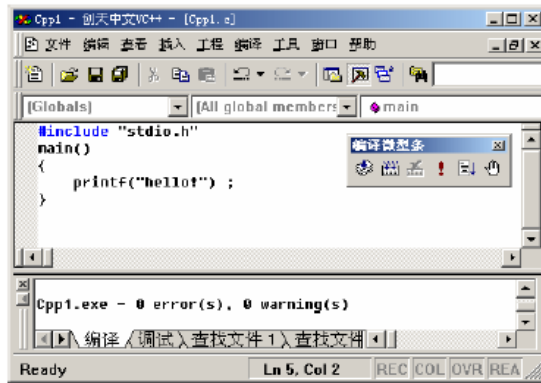 Cpp1 - 创天中文VC++ - [Cpp1.c]
文件 编辑 查看 插入 工程 编译 工具 窗口 帮助
(Globals) [All global members main
#include "stdio.h"
main()
编译微型条
{
printf("hello!") ;
}
Cpp1.exe - 0 error(s), 0 warning(s)
编译 调试 查找文件 1 查找文件
Ready Ln 5, Col 2 REC COL OVR REA